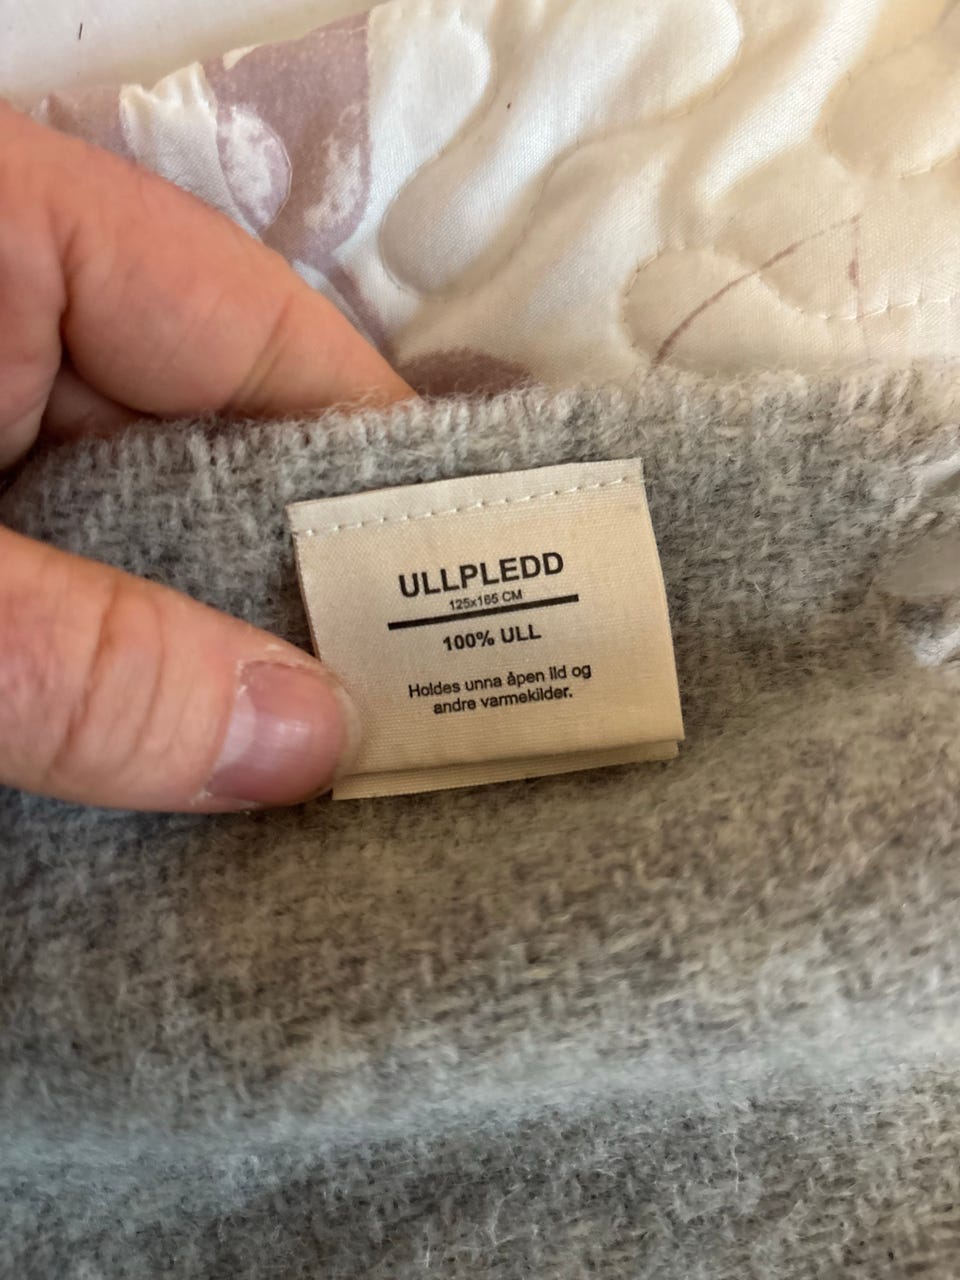 ULLPLEDD
125x165 CM
100% ULL
Holdes unna åpen ild og
andre varmekilder.